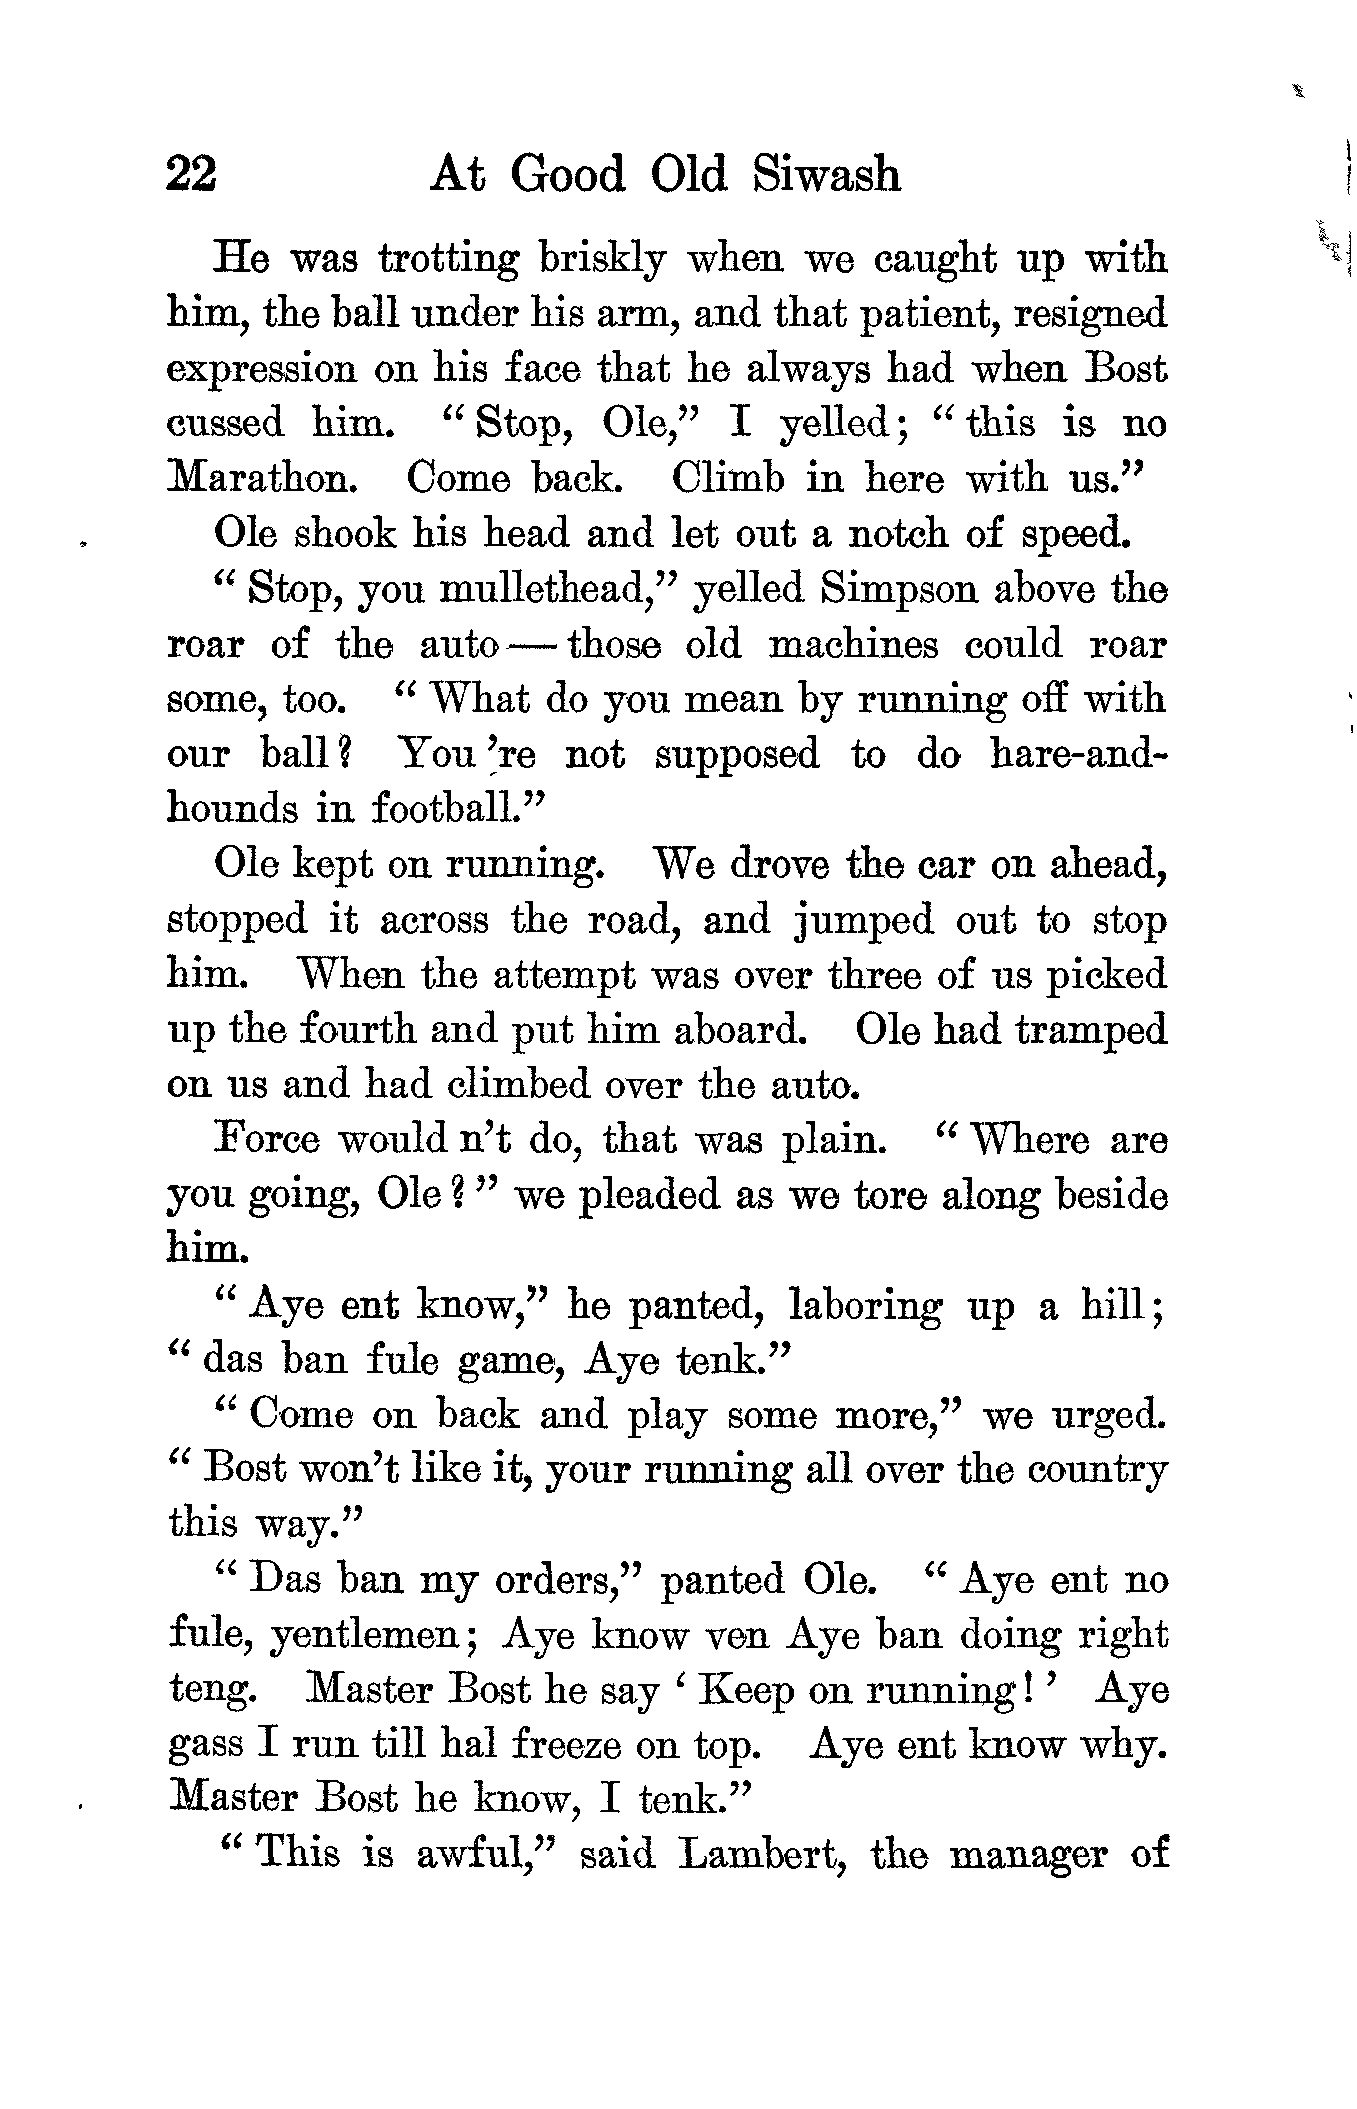 22 At Good Old Siwash
He was trotting briskly when we caught up with
him, the ball under his arm, and that patient, resigned
expression on his face that he always had when Bost
cussed him. “ Stop, Ole,” I yelled; “ this is no
Marathon. Come back. Climb in here with us.”
Ole shook his head and let out a notch of speed.
“ Stop, you mullethead,” yelled Simpson above the
roar of the auto — those old machines could roar
some, too. “ What do you mean by running off with
our ball? You ’re not supposed to do hare-and-
hounds in football.”
Ole kept on running. We drove the car on ahead,
stopped it across the road, and jumped out to stop
him. When the attempt was over three of us picked
up the fourth and put him aboard. Ole had tramped
on us and had climbed over the auto.
Force would n’t do, that was plain. “ Where are
you going, Ole? ” we pleaded as we tore along beside
him.
“ Aye ent know,” he panted, laboring up a hill;
“ das ban fule game, Aye tenk.”
“ Come on back and play some more,” we urged.
“ Bost won’t like it, your running all over the country
this way.”
“ Das ban my orders,” panted Ole. “ Aye ent no
fule, yentlemen; Aye know ven Aye ban doing right
teng. Master Bost he say ‘ Keep on running! ’ Aye
gass I run till hal freeze on top. Aye ent know why.
Master Bost he know, I tenk.”
“ This is awful,” said Lambert, the manager of